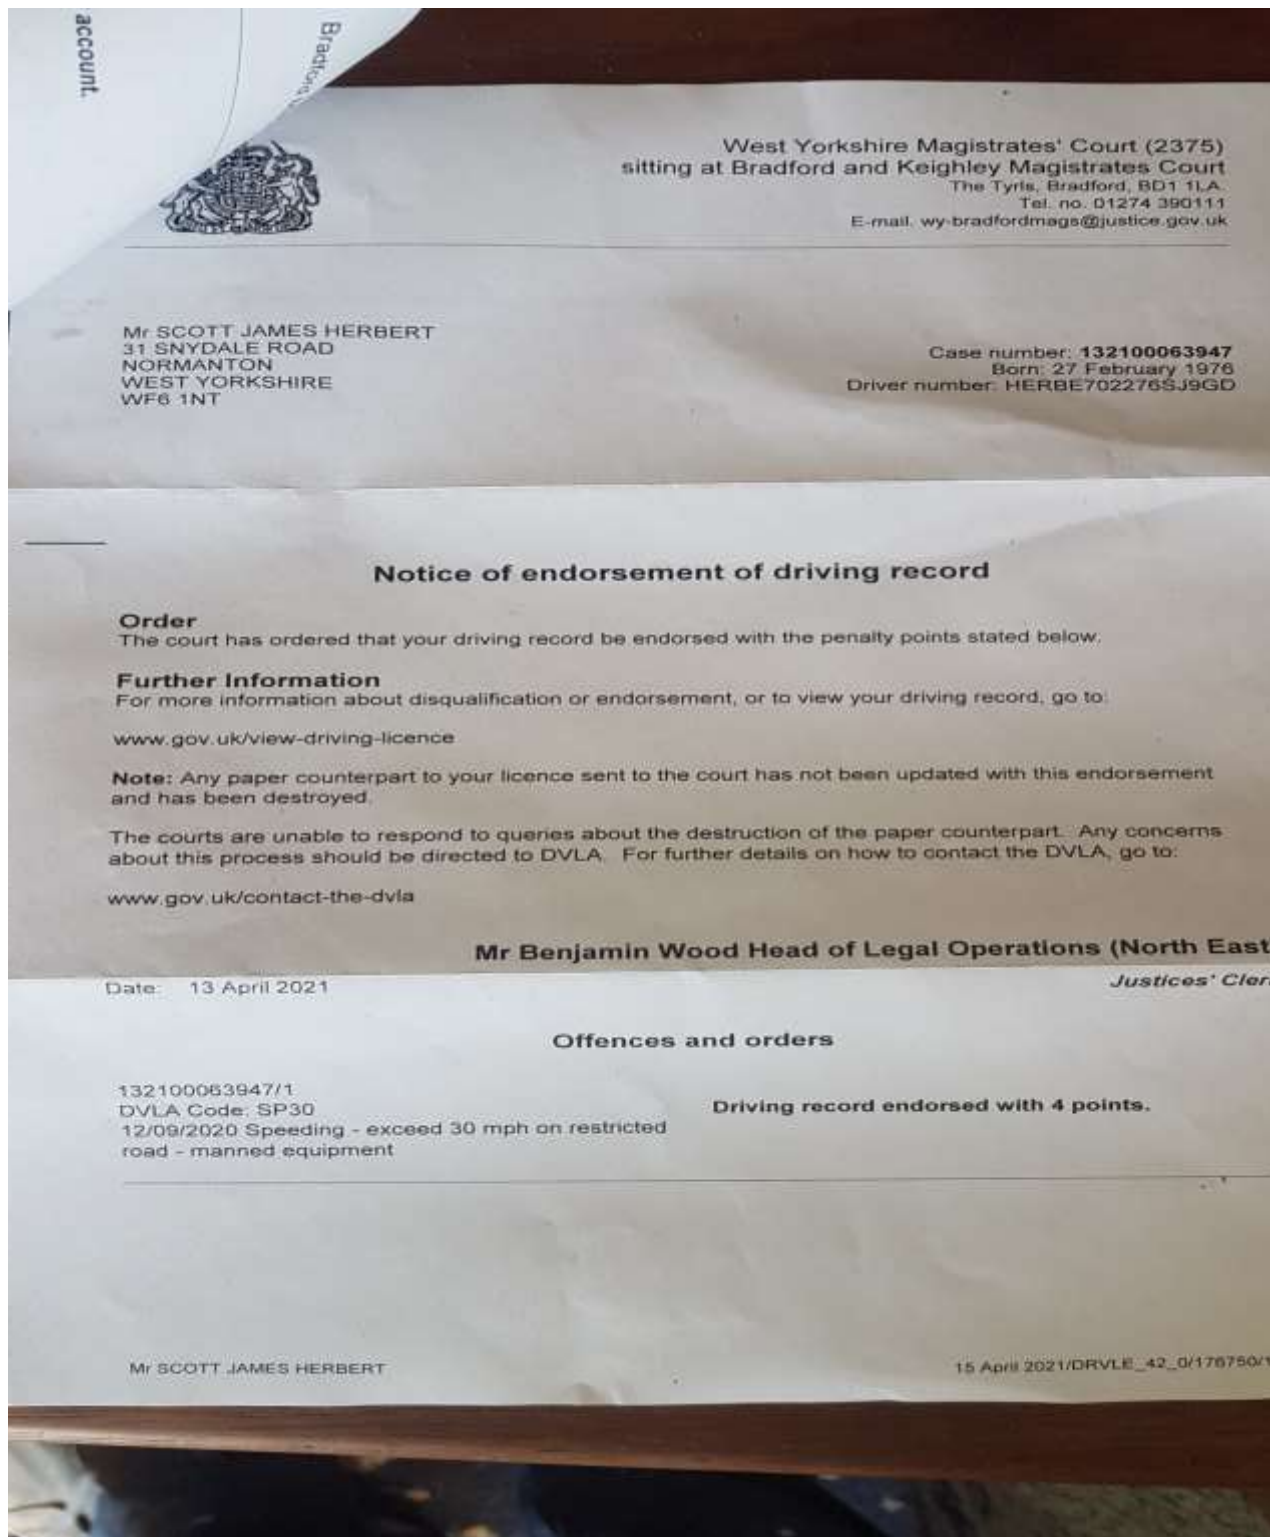 account.
Bradford
West Yorkshire Magistrates' Court (2375)
sitting at Bradford and Keighley Magistrates Court
The Tyrls, Bradford, BD1 1LA.
Tel. no. 01274 390111
E-mail. wy-bradfordmags@justice.gov.uk
Mr SCOTT JAMES HERBERT
31 SNYDALE ROAD
NORMANTON
WEST YORKSHIRE
WF6 1NT
Case number: 132100063947
Born: 27 February 1976
Driver number: HERBE702276SJ9GD
Notice of endorsement of driving record
Order
The court has ordered that your driving record be endorsed with the penalty points stated below.
Further Information
For more information about disqualification or endorsement, or to view your driving record, go to:
www.gov.uk/view-driving-licence
Note: Any paper counterpart to your licence sent to the court has not been updated with this endorsement
and has been destroyed.
The courts are unable to respond to queries about the destruction of the paper counterpart. Any concerns
about this process should be directed to DVLA. For further details on how to contact the DVLA, go to:
www.gov.uk/contact-the-dvla
Mr Benjamin Wood Head of Legal Operations (North East
Justices' Cler
Date: 13 April 2021
Offences and orders
132100063947/1
DVLA Code: SP30
12/09/2020 Speeding - exceed 30 mph on restricted
road - manned equipment
Driving record endorsed with 4 points.
Mr SCOTT JAMES HERBERT
15 April 2021/DRVLE_42_0/176750/1